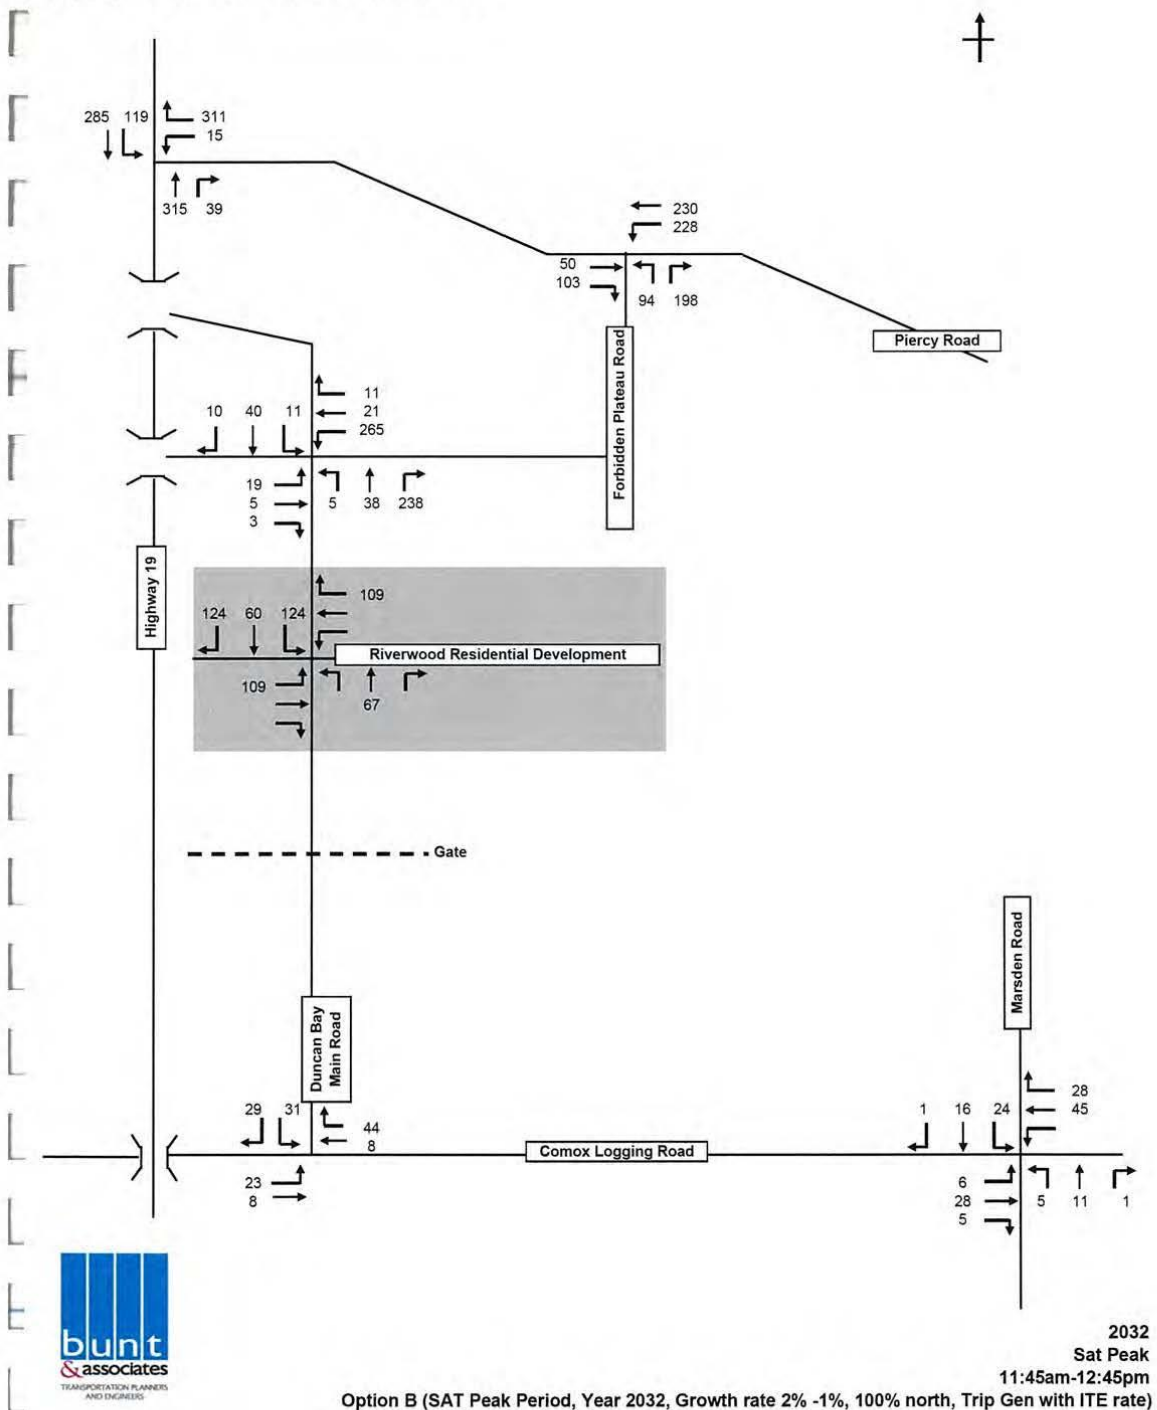 285 119 311
15
315 39
230
228
50
103
94 198
Piercy Road
Forbidden Plateau Road
11
10 40 11 21
265
19
5 5 38 238
3
Highway 19
109
124 60 124
Riverwood Residential Development
109
67
Gate
Marsden Road
Duncan Bay
Main Road
29 31
44
8
Comox Logging Road
23
8
28
1 16 24 45
6
28 5 11 1
5
bunt
& associates
TRANSPORTATION PLANNERS
AND ENGINEERS
2032
Sat Peak
11:45am-12:45pm
Option B (SAT Peak Period, Year 2032, Growth rate 2% -1%, 100% north, Trip Gen with ITE rate)